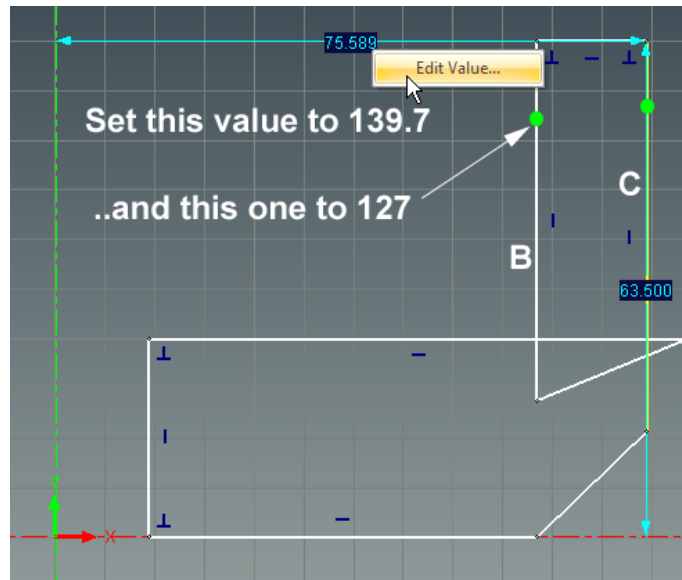 75.589
Edit Value...
Set this value to 139.7
..and this one to 127
C
B
63.500
X